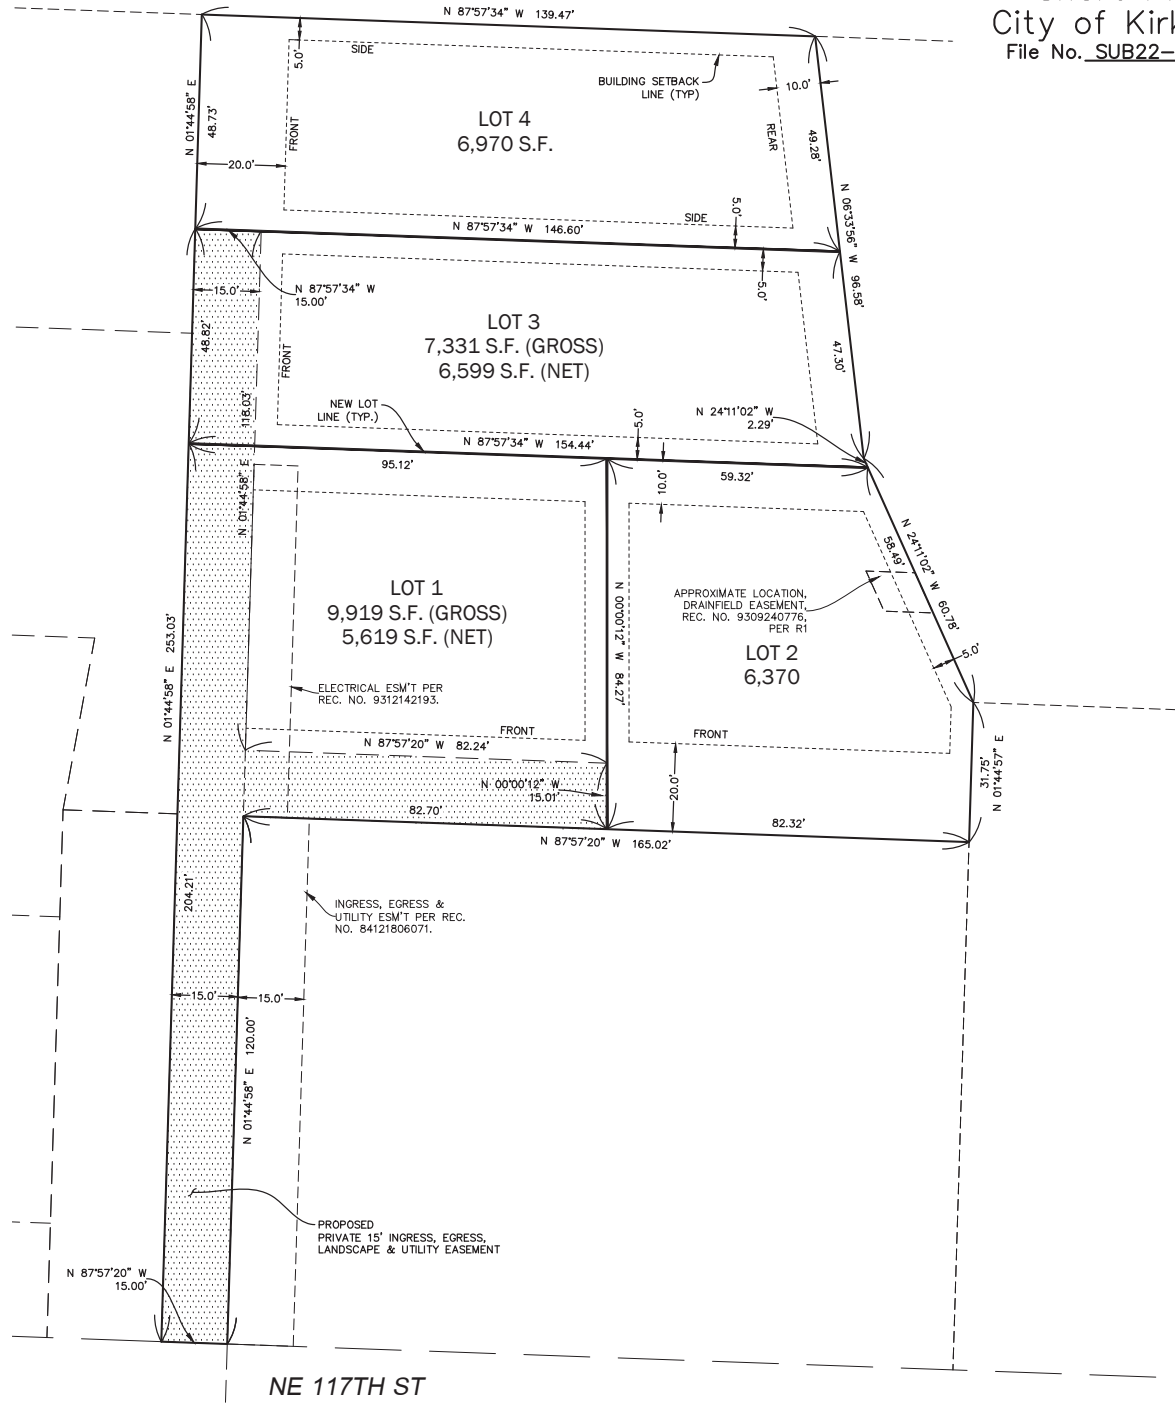 City of Kirk
File No. SUB22-
N 87°57'34" W 139.47'
5.0'
SIDE
BUILDING SETBACK
LINE (TYP)
10.0'
N 01°44'58" E
48.73'
LOT 4
6,970 S.F.
FRONT
REAR
49.28'
20.0'
N 06°33'56" W 96.58'
SIDE
5.0'
N 87°57'34" W 146.60'
5.0'
15.0'
N 87°57'34" W
15.00'
48.82'
LOT 3
7,331 S.F. (GROSS)
6,599 S.F. (NET)
FRONT
47.30'
NEW LOT
LINE (TYP.)
5.0'
N 24°11'02" W
2.29'
N 87°57'34" W 154.44'
95.12'
59.32'
10.0'
N 01°44'58" E 118.03'
N 24°11'02" W 60.78'
58.49'
LOT 1
9,919 S.F. (GROSS)
5,619 S.F. (NET)
N 00°00'12" W 84.27'
APPROXIMATE LOCATION,
DRAINFIELD EASEMENT,
REC. NO. 9309240776,
PER R1
LOT 2
6,370
5.0'
N 01°44'58" E 253.03'
ELECTRICAL ESM'T PER
REC. NO. 9312142193.
FRONT
FRONT
N 87°57'20" W 82.24'
N 00°00'12" W
15.01'
20.0'
31.75'
N 01°44'57" E
82.70'
82.32'
N 87°57'20" W 165.02'
204.21'
INGRESS, EGRESS &
UTILITY ESM'T PER REC.
NO. 84121806071.
15.0'
15.0'
N 01°44'58" E 120.00'
PROPOSED
PRIVATE 15' INGRESS, EGRESS,
LANDSCAPE & UTILITY EASEMENT
N 87°57'20" W
15.00'
NE 117TH ST